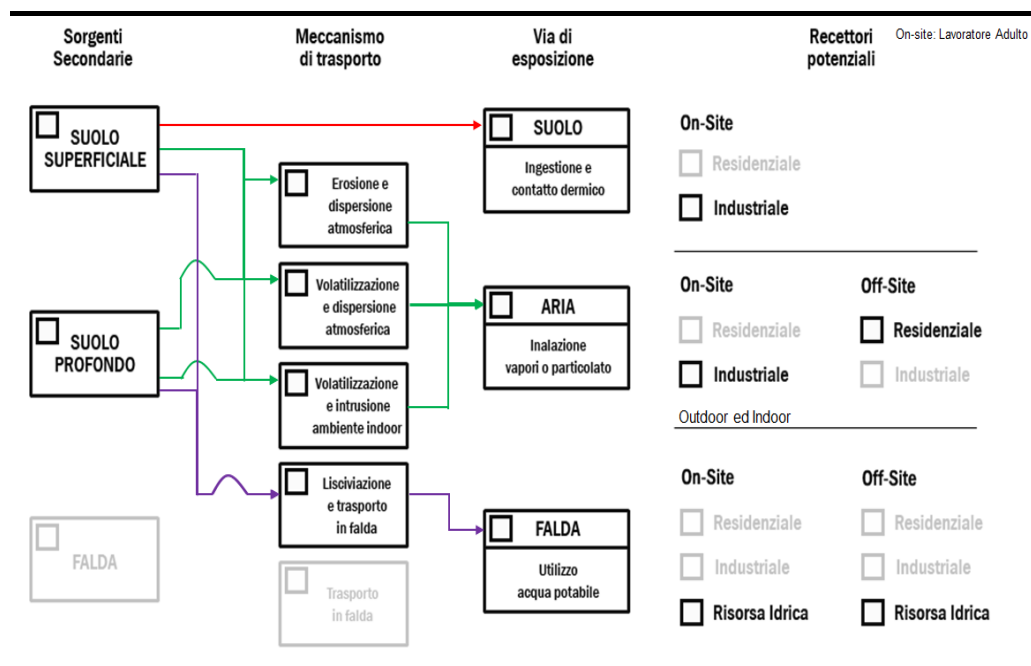 Sorgenti
Secondarie
Meccanismo
di trasporto
Via di
esposizione
Recettori
potenziali
On-site: Lavoratore Adulto
SUOLO
SUPERFICIALE
SUOLO
PROFONDO
FALDA
Erosione e
dispersione
atmosferica
Volatilizzazione
e dispersione
atmosferica
Volatilizzazione
e intrusione
ambiente indoor
Lisciviazione
e trasporto
in falda
Trasporto
in falda
SUOLO
Ingestione e
contatto dermico
ARIA
Inalazione
vapori o particolato
FALDA
Utilizzo
acqua potabile
On-Site
Residenziale
Industriale
On-Site
Residenziale
Industriale
Off-Site
Residenziale
Industriale
Outdoor ed Indoor
On-Site
Residenziale
Industriale
Risorsa Idrica
Off-Site
Residenziale
Industriale
Risorsa Idrica